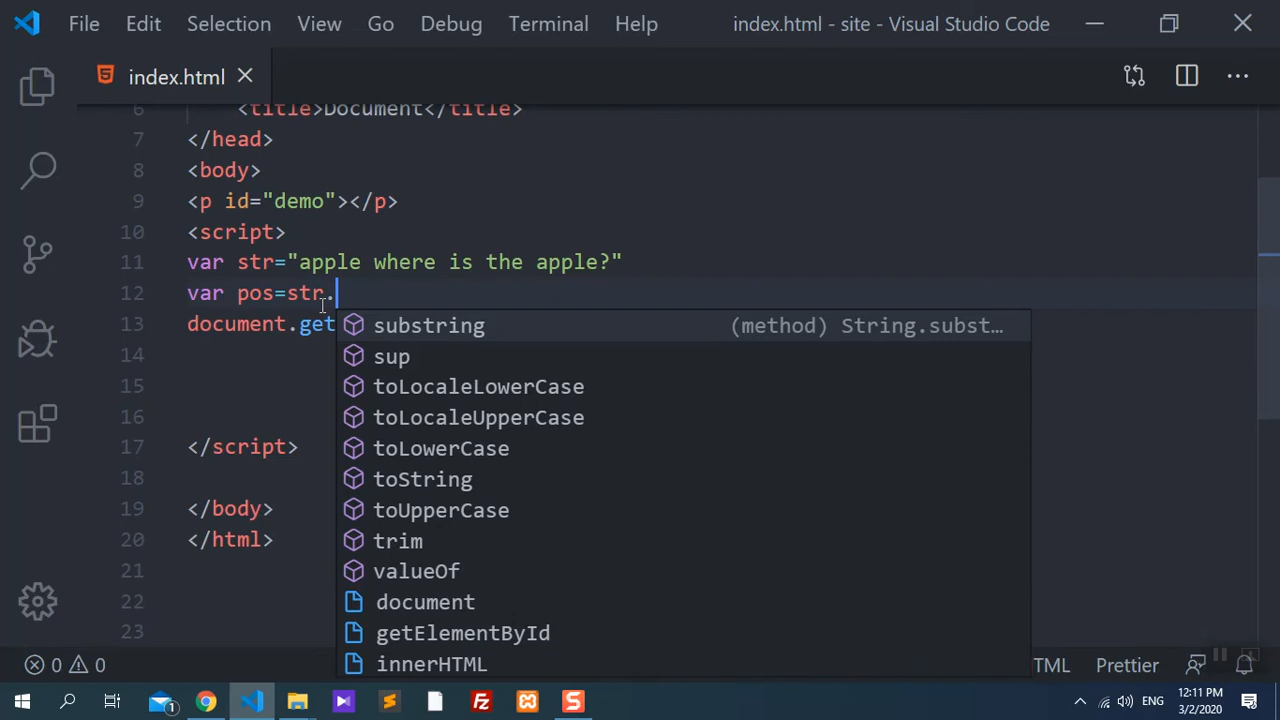 File Edit Selection View Go Debug Terminal Help index.html - site - Visual Studio Code
index.html
6 <title>Document</title>
7 </head>
8 <body>
9 <p id="demo"></p>
10 <script>
11 var str="apple where is the apple?"
12 var pos=str.
13 document.get
substring (method) String.subst…
14 sup
15 toLocaleLowerCase
16 toLocaleUpperCase
17 </script> toLowerCase
18 toString
19 </body> toUpperCase
20 </html> trim
21 valueOf
22 document
23 getElementById
innerHTML
0 0 TML Prettier
1 ENG 12:11 PM
3/2/2020